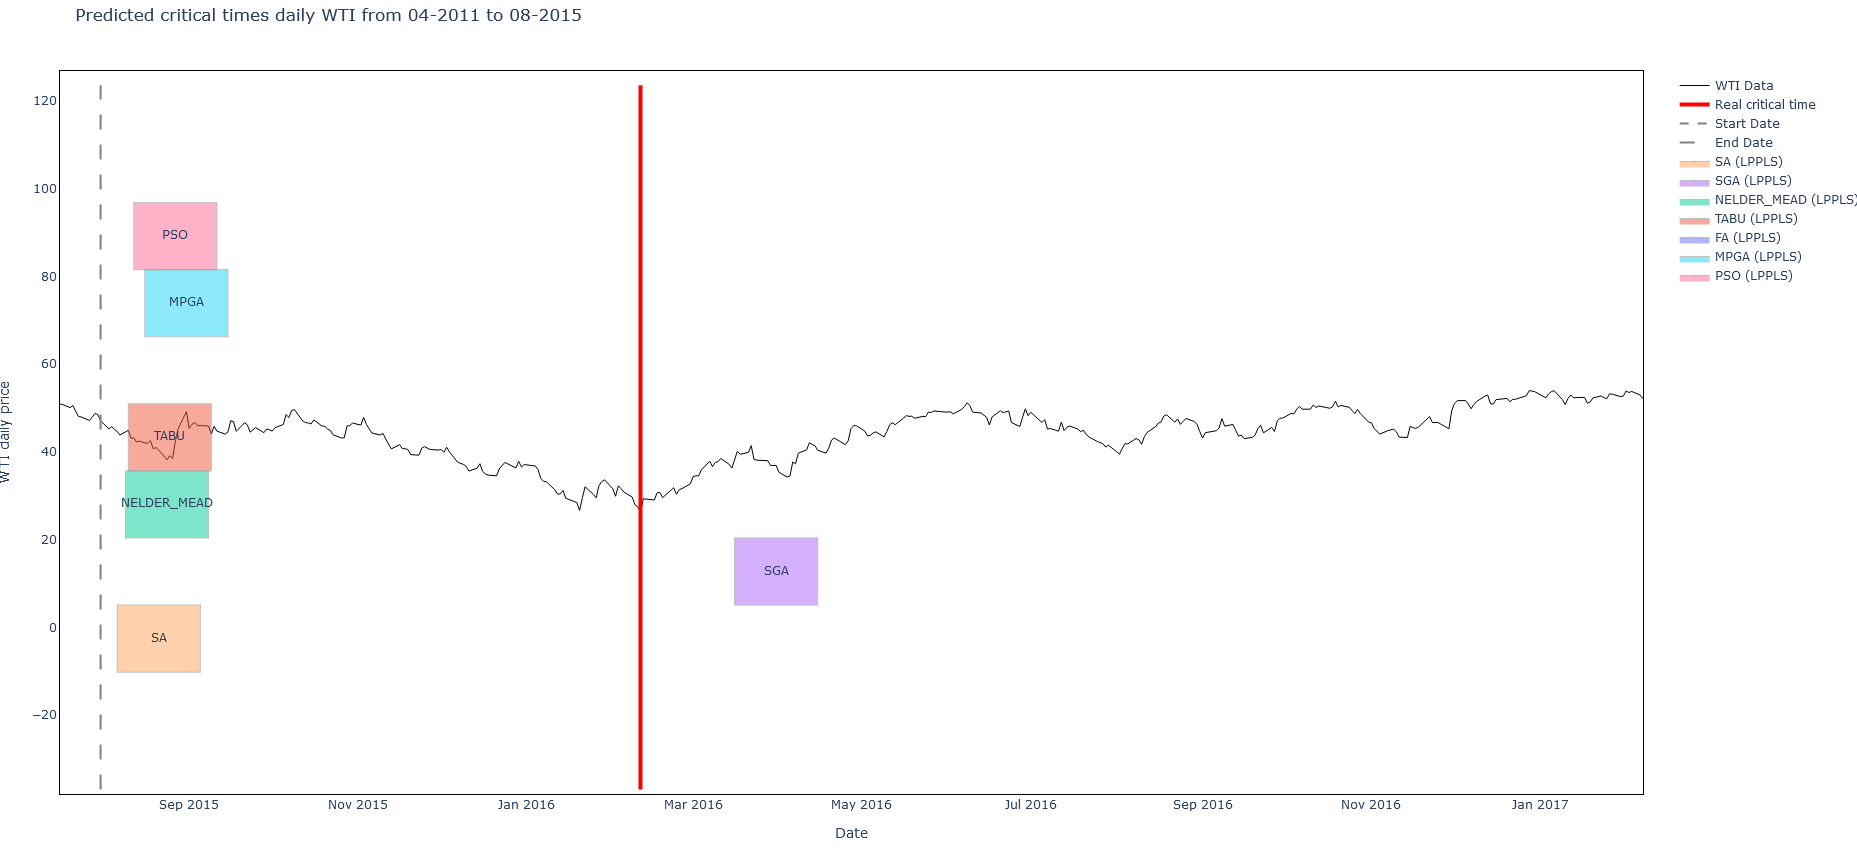 Predicted critical times daily WTI from 04-2011 to 08-2015
120
100
80
60
40
20
0
−20
WTI daily price
PSO
MPGA
TABU
NELDER_MEAD
SGA
SA
Sep 2015
Nov 2015
Jan 2016
Mar 2016
May 2016
Jul 2016
Sep 2016
Nov 2016
Jan 2017
Date
WTI Data
Real critical time
Start Date
End Date
SA (LPPLS)
SGA (LPPLS)
NELDER_MEAD (LPPLS)
TABU (LPPLS)
FA (LPPLS)
MPGA (LPPLS)
PSO (LPPLS)